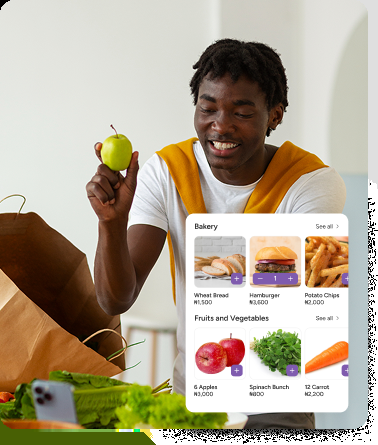 Bakery See all >
Wheat Bread Hamburger Potato Chips
₦1,500 ₦3,600 ₦2,000
1
Fruits and Vegetables See all >
6 Apples Spinach Bunch 12 Carrot
₦3,000 ₦800 ₦2,200